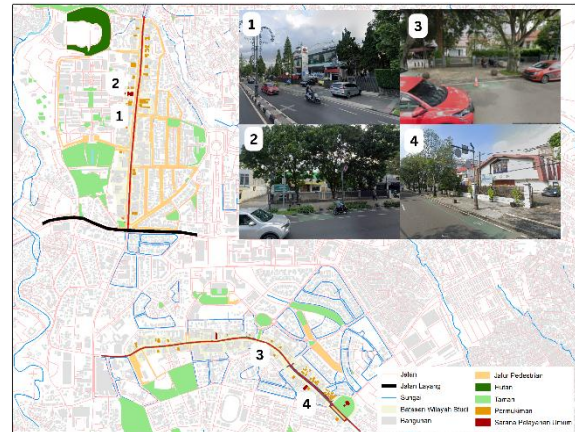 1
3
2
4
2
1
3
4
Jalan
Jalan Layang
Sungai
Batasan Wilayah Studi
Bangunan
Jalur Pedestrian
Hutan
Taman
Permukiman
Sarana Pelayanan Umum